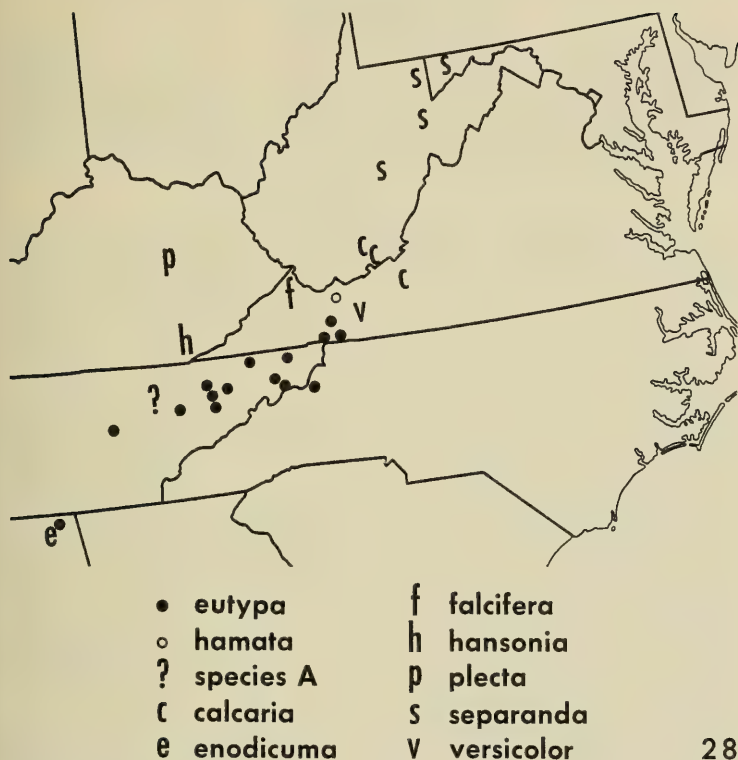 s s
s
s
c
c
c
p
f
v
h
?
e
● eutypa
○ hamata
? species A
c calcaria
e enodicuma
f falcifera
h hansonia
p plecta
s separanda
v versicolor
28